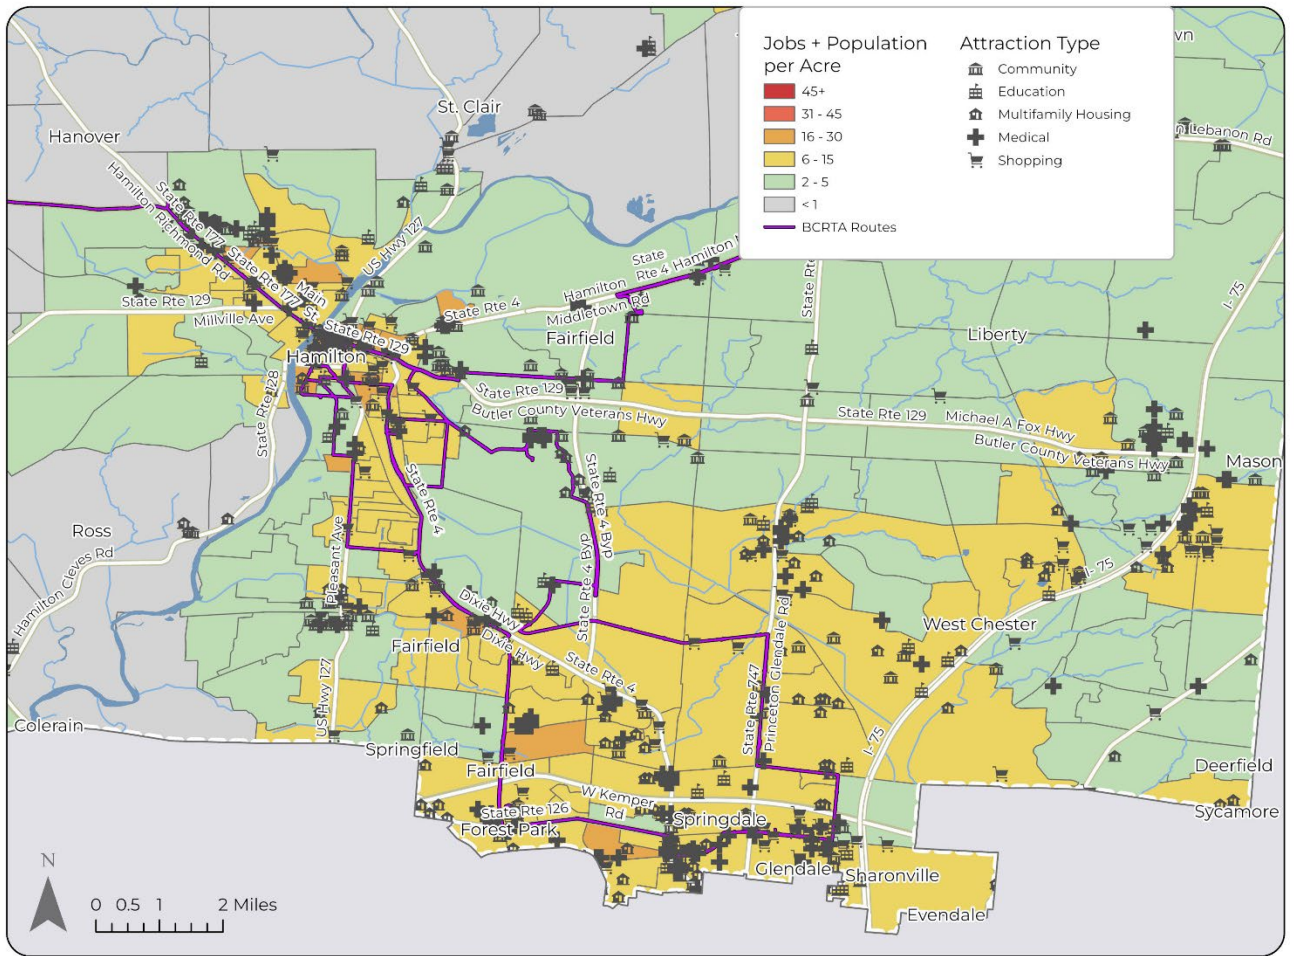 Jobs + Population
per Acre
45+
31 - 45
16 - 30
6 - 15
2 - 5
< 1
BCRTA Routes
Attraction Type
Community
Education
Multifamily Housing
Medical
Shopping
St. Clair
Hanover
Lebanon Rd
State Rte 177
Hamilton Richmond Rd
State Rte 177
State Rte 177
US Hwy 127
Main
St.
State
Rte 4 Hamilton
Hamilton
Middletown Rd
State Rte 4
State Rte 129
Millville Ave
State Rte 129
Hamilton
Fairfield
Liberty
I- 75
State Rte 128
State Rte 129
Butler County Veterans Hwy
State Rte 129
Michael A Fox Hwy
Butler County Veterans Hwy
Mason
State Rte 4
State Rte 4 Byp
State Rte 4 Byp
Ross
Hamilton Cleves Rd
Pleasant Ave
I- 75
Dixie Hwy
Dixie Hwy
State Rte 4
Fairfield
West Chester
US Hwy 127
State Rte 747
Princeton Glendale Rd
I- 75
Colerain
Springfield
Fairfield
Deerfield
W Kemper
Rd
State Rte 126
Forest Park
Springdale
Sycamore
Glendale
Sharonville
Evendale
N
0 0.5 1 2 Miles